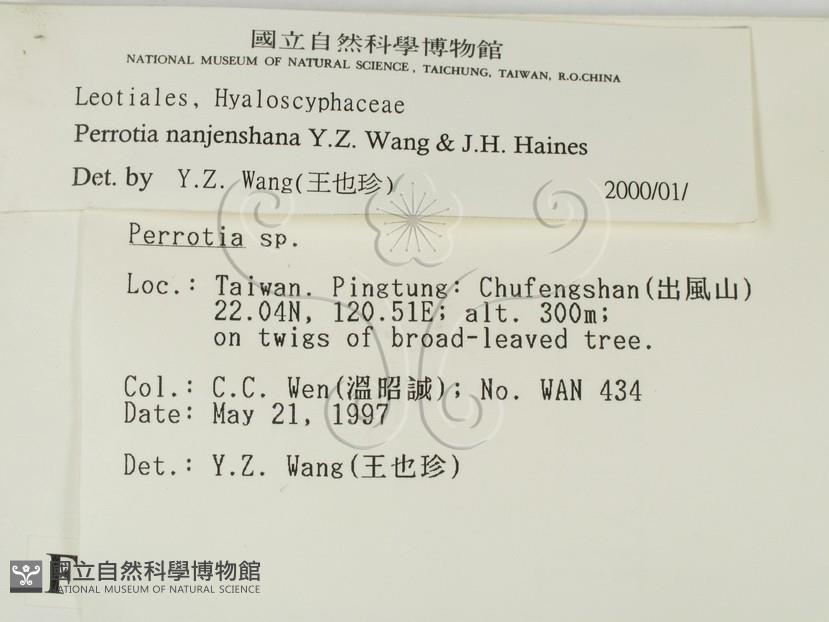 國立自然科學博物館
NATIONAL MUSEUM OF NATURAL SCIENCE, TAICHUNG, TAIWAN, R.O.CHINA
Leotiales, Hyaloscyphaceae
Perrotia nanjenshana Y.Z. Wang & J.H. Haines
Det. by Y.Z. Wang(王也珍) 2000/01/
Perrotia sp.
Loc.: Taiwan. Pingtung: Chufengshan(出風山)
22.04N, 120.51E; alt. 300m;
on twigs of broad-leaved tree.
Col.: C.C. Wen(溫昭誠); No. WAN 434
Date: May 21, 1997
Det.: Y.Z. Wang(王也珍)
F
國立自然科學博物館
NATIONAL MUSEUM OF NATURAL SCIENCE